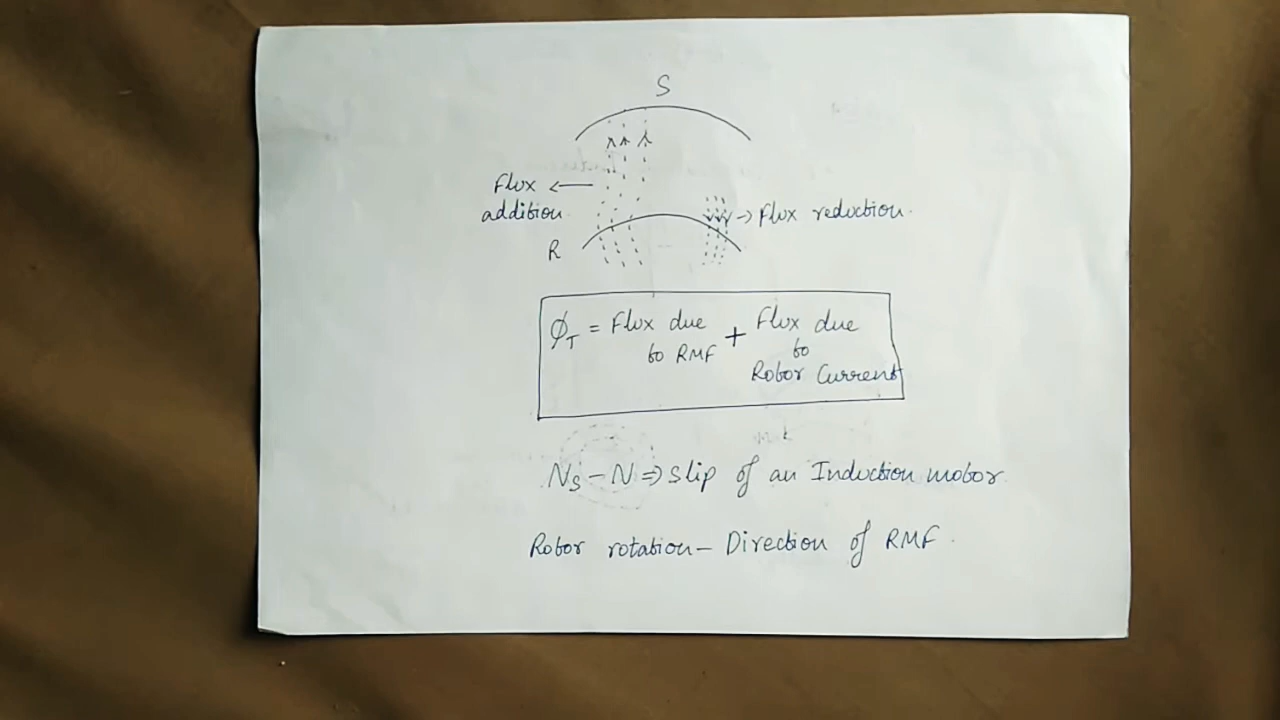 S
Flux ←
addition.
→ Flux reduction.
R
ϕT = Flux due to RMF + Flux due to Rotor Current
NS - N ⇒ slip of an Induction motor.
Rotor rotation - Direction of RMF.